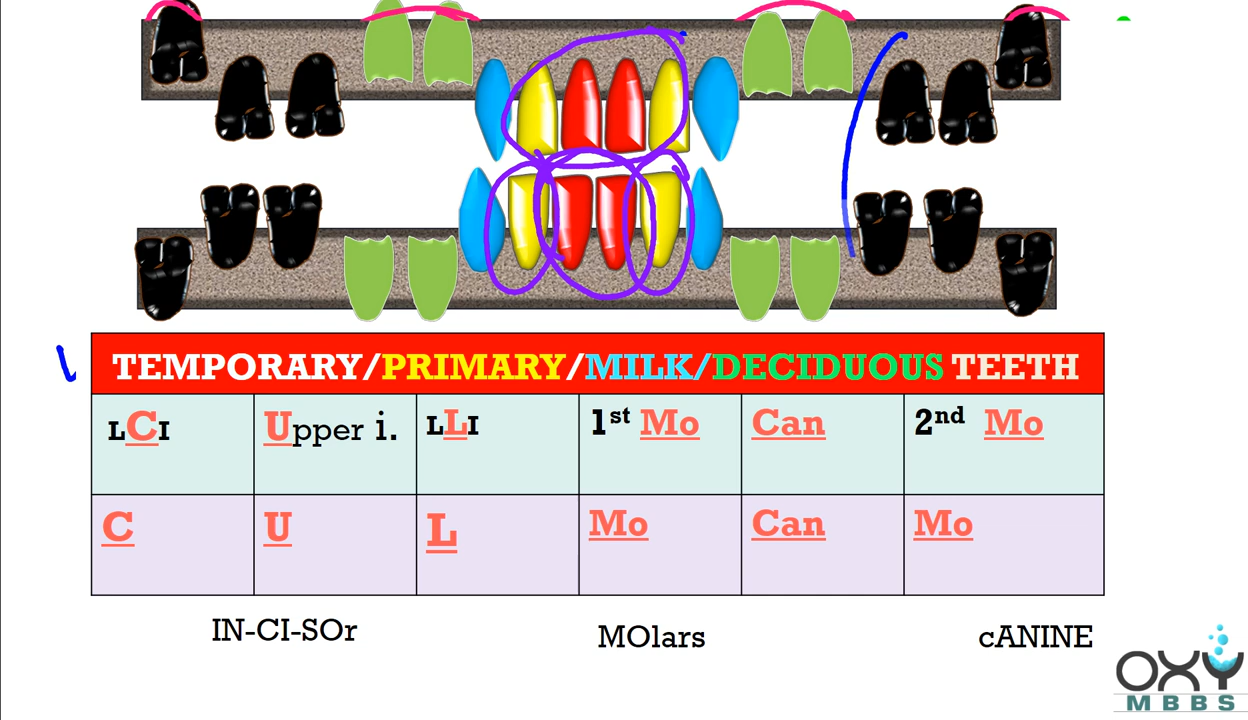 TEMPORARY/PRIMARY/MILK/DECIDUOUS TEETH
LCI Upper i. LLI 1st Mo Can 2nd Mo
C U L Mo Can Mo
IN-CI-SOr MOlars cANINE
OXY
MBBS